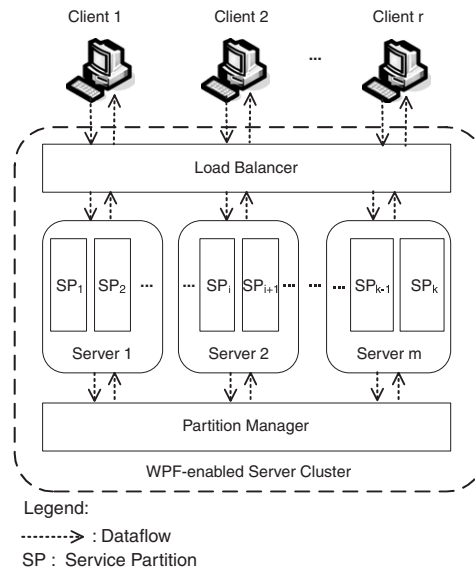 Client 1 Client 2 Client r
...
Load Balancer
SP1 SP2 ... ... SPi SPi+1 ... ... ... SPk-1 SPk
Server 1 Server 2 Server m
Partition Manager
WPF-enabled Server Cluster
Legend:
: Dataflow
SP : Service Partition